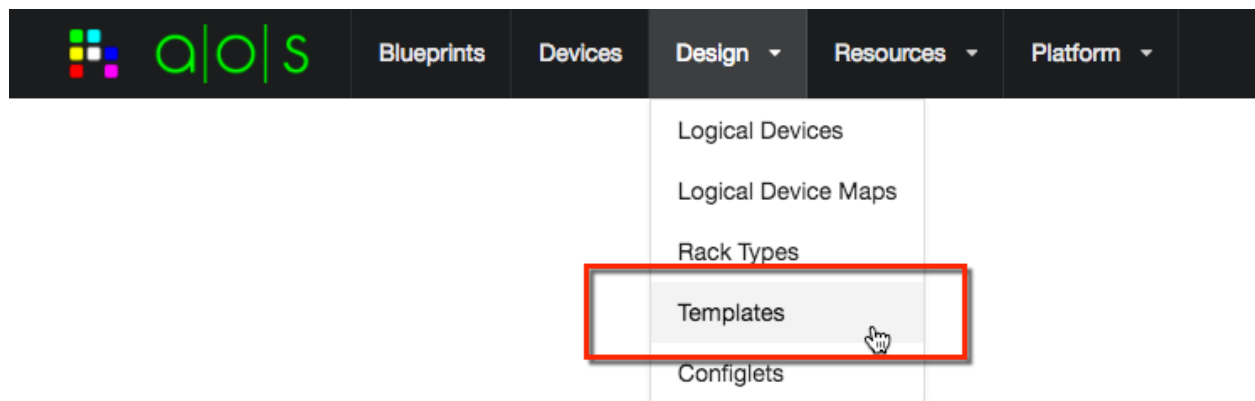 a|o|s Blueprints Devices Design Resources Platform
Logical Devices
Logical Device Maps
Rack Types
Templates
Configlets